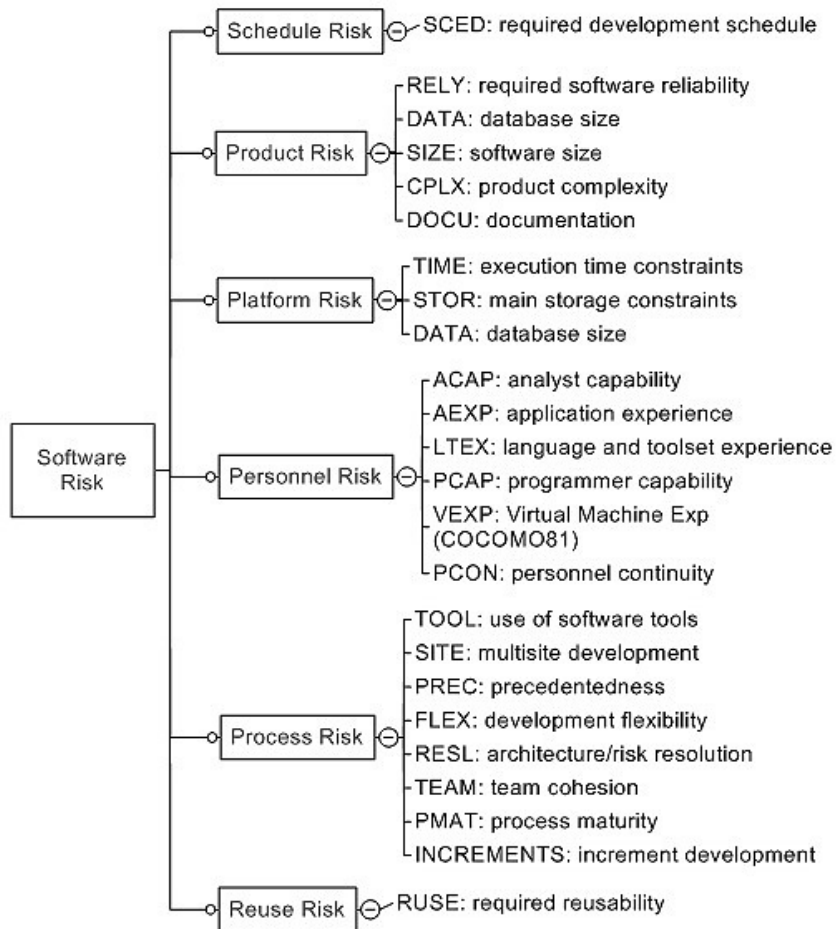 Schedule Risk
SCED: required development schedule
RELY: required software reliability
DATA: database size
Product Risk
SIZE: software size
CPLX: product complexity
DOCU: documentation
TIME: execution time constraints
Platform Risk
STOR: main storage constraints
DATA: database size
Software
Risk
ACAP: analyst capability
AEXP: application experience
LTEX: language and toolset experience
Personnel Risk
PCAP: programmer capability
VEXP: Virtual Machine Exp
(COCOMO81)
PCON: personnel continuity
TOOL: use of software tools
SITE: multisite development
PREC: precedentedness
Process Risk
FLEX: development flexibility
RESL: architecture/risk resolution
TEAM: team cohesion
PMAT: process maturity
INCREMENTS: increment development
Reuse Risk
RUSE: required reusability